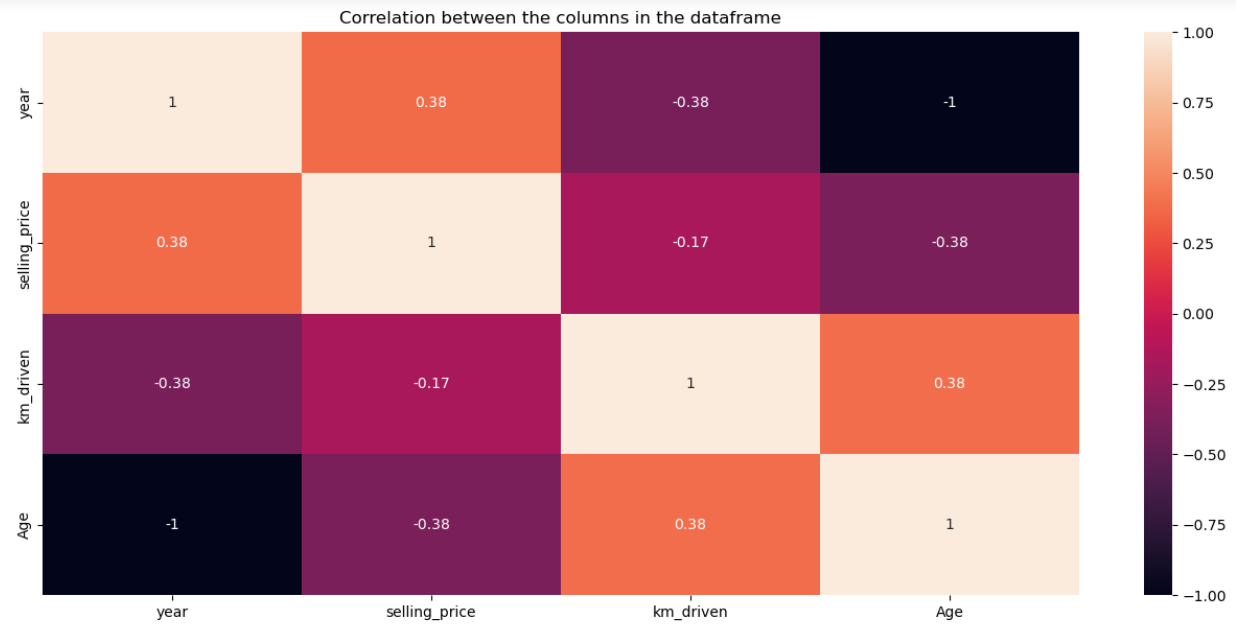 Correlation between the columns in the dataframe
year
1
0.38
-0.38
-1
selling_price
0.38
1
-0.17
-0.38
km_driven
-0.38
-0.17
1
0.38
Age
-1
-0.38
0.38
1
year
selling_price
km_driven
Age
1.00
0.75
0.50
0.25
0.00
−0.25
−0.50
−0.75
−1.00